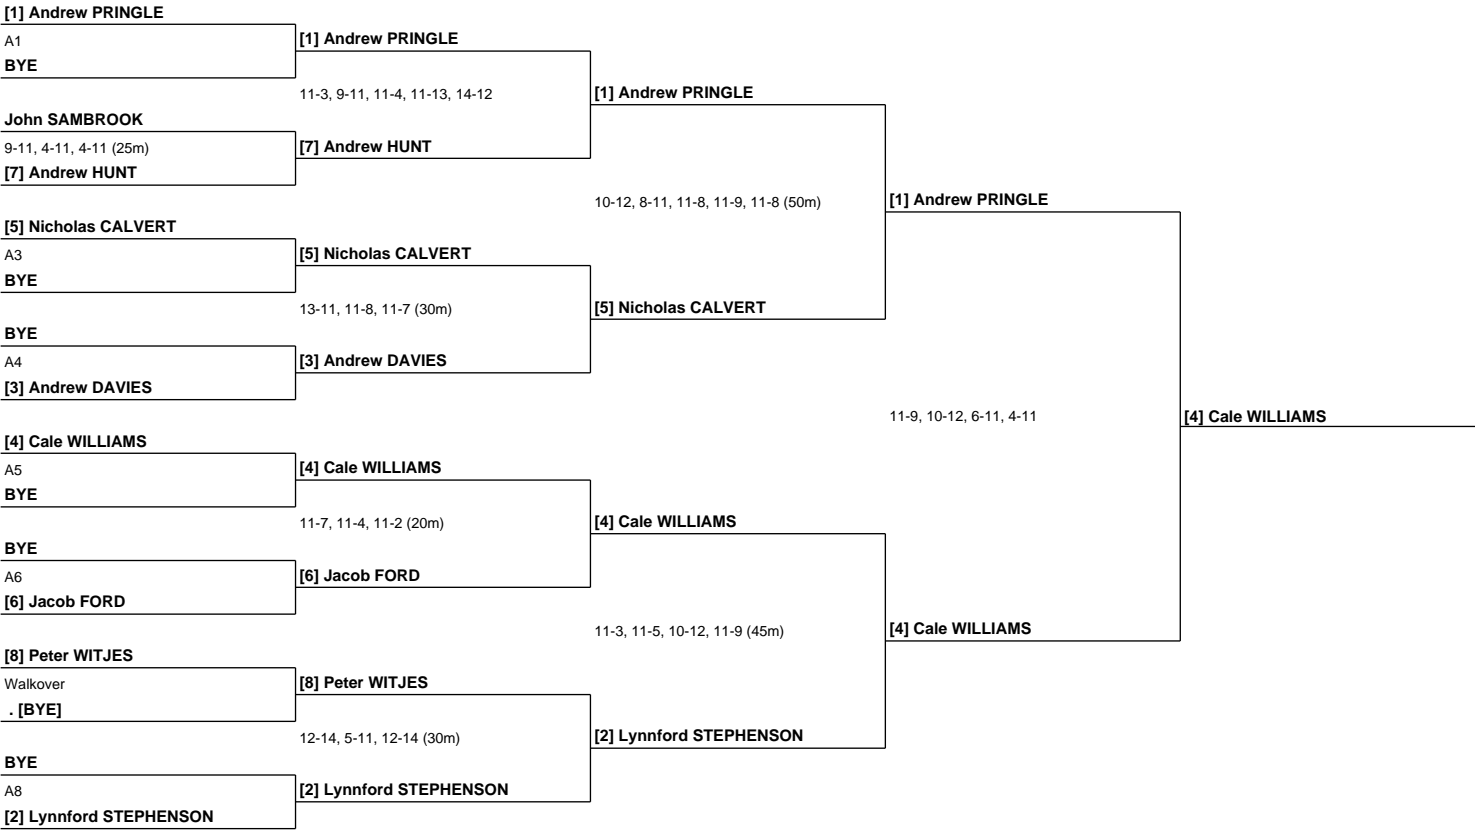 [1] Andrew PRINGLE
A1
BYE
John SAMBROOK
9-11, 4-11, 4-11 (25m)
[7] Andrew HUNT
[5] Nicholas CALVERT
A3
BYE
BYE
A4
[3] Andrew DAVIES
[4] Cale WILLIAMS
A5
BYE
BYE
A6
[6] Jacob FORD
[8] Peter WITJES
Walkover
. [BYE]
BYE
A8
[2] Lynnford STEPHENSON
[1] Andrew PRINGLE
11-3, 9-11, 11-4, 11-13, 14-12
[7] Andrew HUNT
[5] Nicholas CALVERT
13-11, 11-8, 11-7 (30m)
[3] Andrew DAVIES
[4] Cale WILLIAMS
11-7, 11-4, 11-2 (20m)
[6] Jacob FORD
[8] Peter WITJES
12-14, 5-11, 12-14 (30m)
[2] Lynnford STEPHENSON
[1] Andrew PRINGLE
10-12, 8-11, 11-8, 11-9, 11-8 (50m)
[5] Nicholas CALVERT
[4] Cale WILLIAMS
11-3, 11-5, 10-12, 11-9 (45m)
[2] Lynnford STEPHENSON
[1] Andrew PRINGLE
11-9, 10-12, 6-11, 4-11
[4] Cale WILLIAMS
[4] Cale WILLIAMS